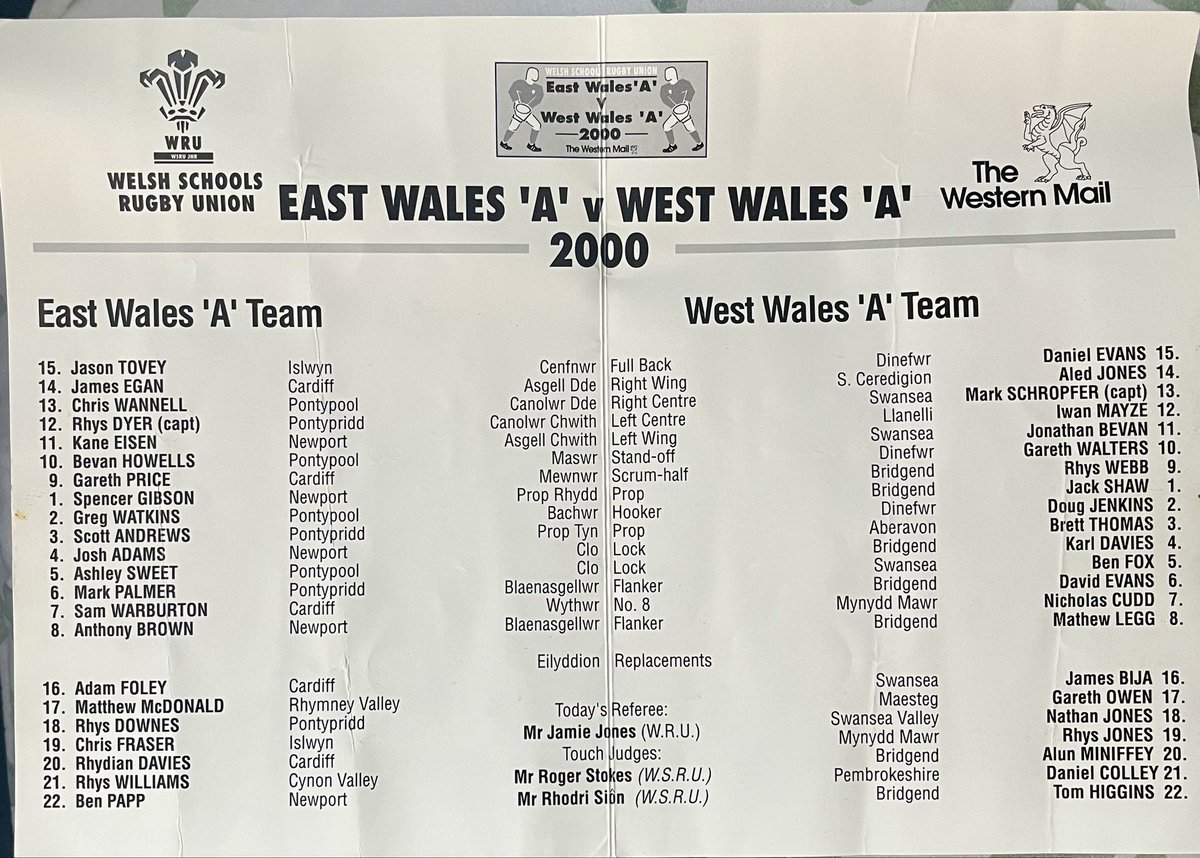 WRU
WSRU JNR
WELSH SCHOOLS
RUGBY UNION
WELSH SCHOOLS RUGBY UNION
East Wales 'A'
v
West Wales 'A'
2000
The Western Mail
The
Western Mail
EAST WALES 'A' v WEST WALES 'A'
2000
East Wales 'A' Team
West Wales 'A' Team
15. Jason TOVEY Islwyn Cenfnwr Full Back Dinefwr Daniel EVANS 15.
14. James EGAN Cardiff Asgell Dde Right Wing S. Ceredigion Aled JONES 14.
13. Chris WANNELL Pontypool Canolwr Dde Right Centre Swansea Mark SCHROPFER (capt) 13.
12. Rhys DYER (capt) Pontypridd Canolwr Chwith Left Centre Llanelli Iwan MAYZE 12.
11. Kane EISEN Newport Asgell Chwith Left Wing Swansea Jonathan BEVAN 11.
10. Bevan HOWELLS Pontypool Maswr Stand-off Dinefwr Gareth WALTERS 10.
9. Gareth PRICE Cardiff Mewnwr Scrum-half Bridgend Rhys WEBB 9.
1. Spencer GIBSON Newport Prop Rhydd Prop Bridgend Jack SHAW 1.
2. Greg WATKINS Pontypool Bachwr Hooker Dinefwr Doug JENKINS 2.
3. Scott ANDREWS Pontypridd Prop Tyn Prop Aberavon Brett THOMAS 3.
4. Josh ADAMS Newport Clo Lock Bridgend Karl DAVIES 4.
5. Ashley SWEET Pontypool Clo Lock Swansea Ben FOX 5.
6. Mark PALMER Pontypridd Blaenasgellwr Flanker Bridgend David EVANS 6.
7. Sam WARBURTON Cardiff Wythwr No. 8 Mynydd Mawr Nicholas CUDD 7.
8. Anthony BROWN Newport Blaenasgellwr Flanker Bridgend Mathew LEGG 8.
Eilyddion Replacements
16. Adam FOLEY Cardiff Swansea James BIJA 16.
17. Matthew McDONALD Rhymney Valley Maesteg Gareth OWEN 17.
18. Rhys DOWNES Pontypridd Today's Referee: Swansea Valley Nathan JONES 18.
19. Chris FRASER Islwyn Mr Jamie Jones (W.R.U.) Mynydd Mawr Rhys JONES 19.
20. Rhydian DAVIES Cardiff Touch Judges: Bridgend Alun MINIFFEY 20.
21. Rhys WILLIAMS Cynon Valley Mr Roger Stokes (W.S.R.U.) Pembrokeshire Daniel COLLEY 21.
22. Ben PAPP Newport Mr Rhodri Siôn (W.S.R.U.) Bridgend Tom HIGGINS 22.